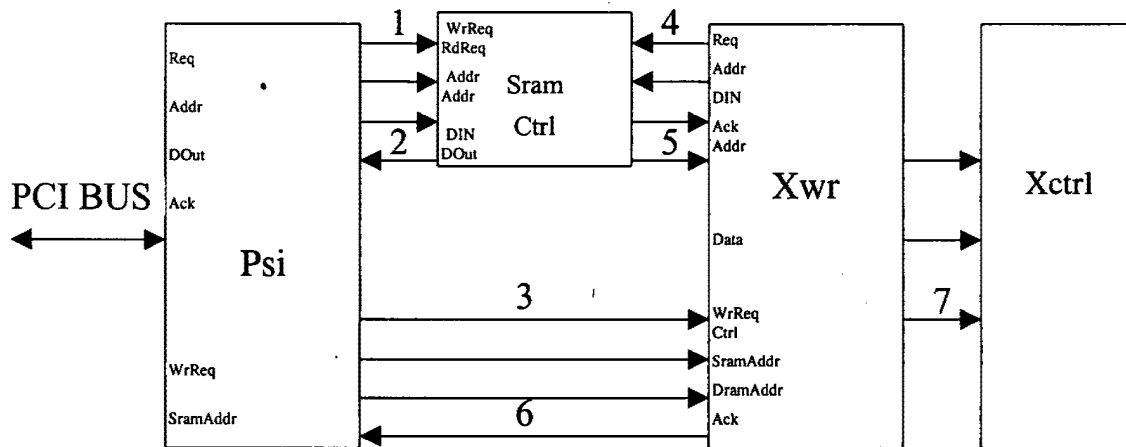 PCI BUS
Req
Addr
DOut
Ack
Psi
WrReq
SramAddr
1
2
WrReq
RdReq
Addr
Addr
DIN
DOut
Sram
Ctrl
4
5
3
6
Req
Addr
DIN
Ack
Addr
Xwr
Data
WrReq
Ctrl
SramAddr
DramAddr
Ack
7
Xctrl